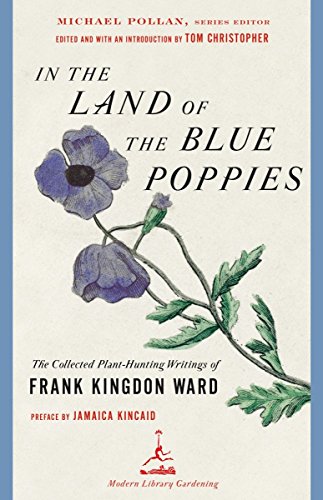 MICHAEL POLLAN, SERIES EDITOR
EDITED AND WITH AN INTRODUCTION BY TOM CHRISTOPHER
IN THE
LAND OF
THE BLUE
POPPIES
The Collected Plant-Hunting Writings of
FRANK KINGDON WARD
PREFACE BY JAMAICA KINCAID
Modern Library Gardening